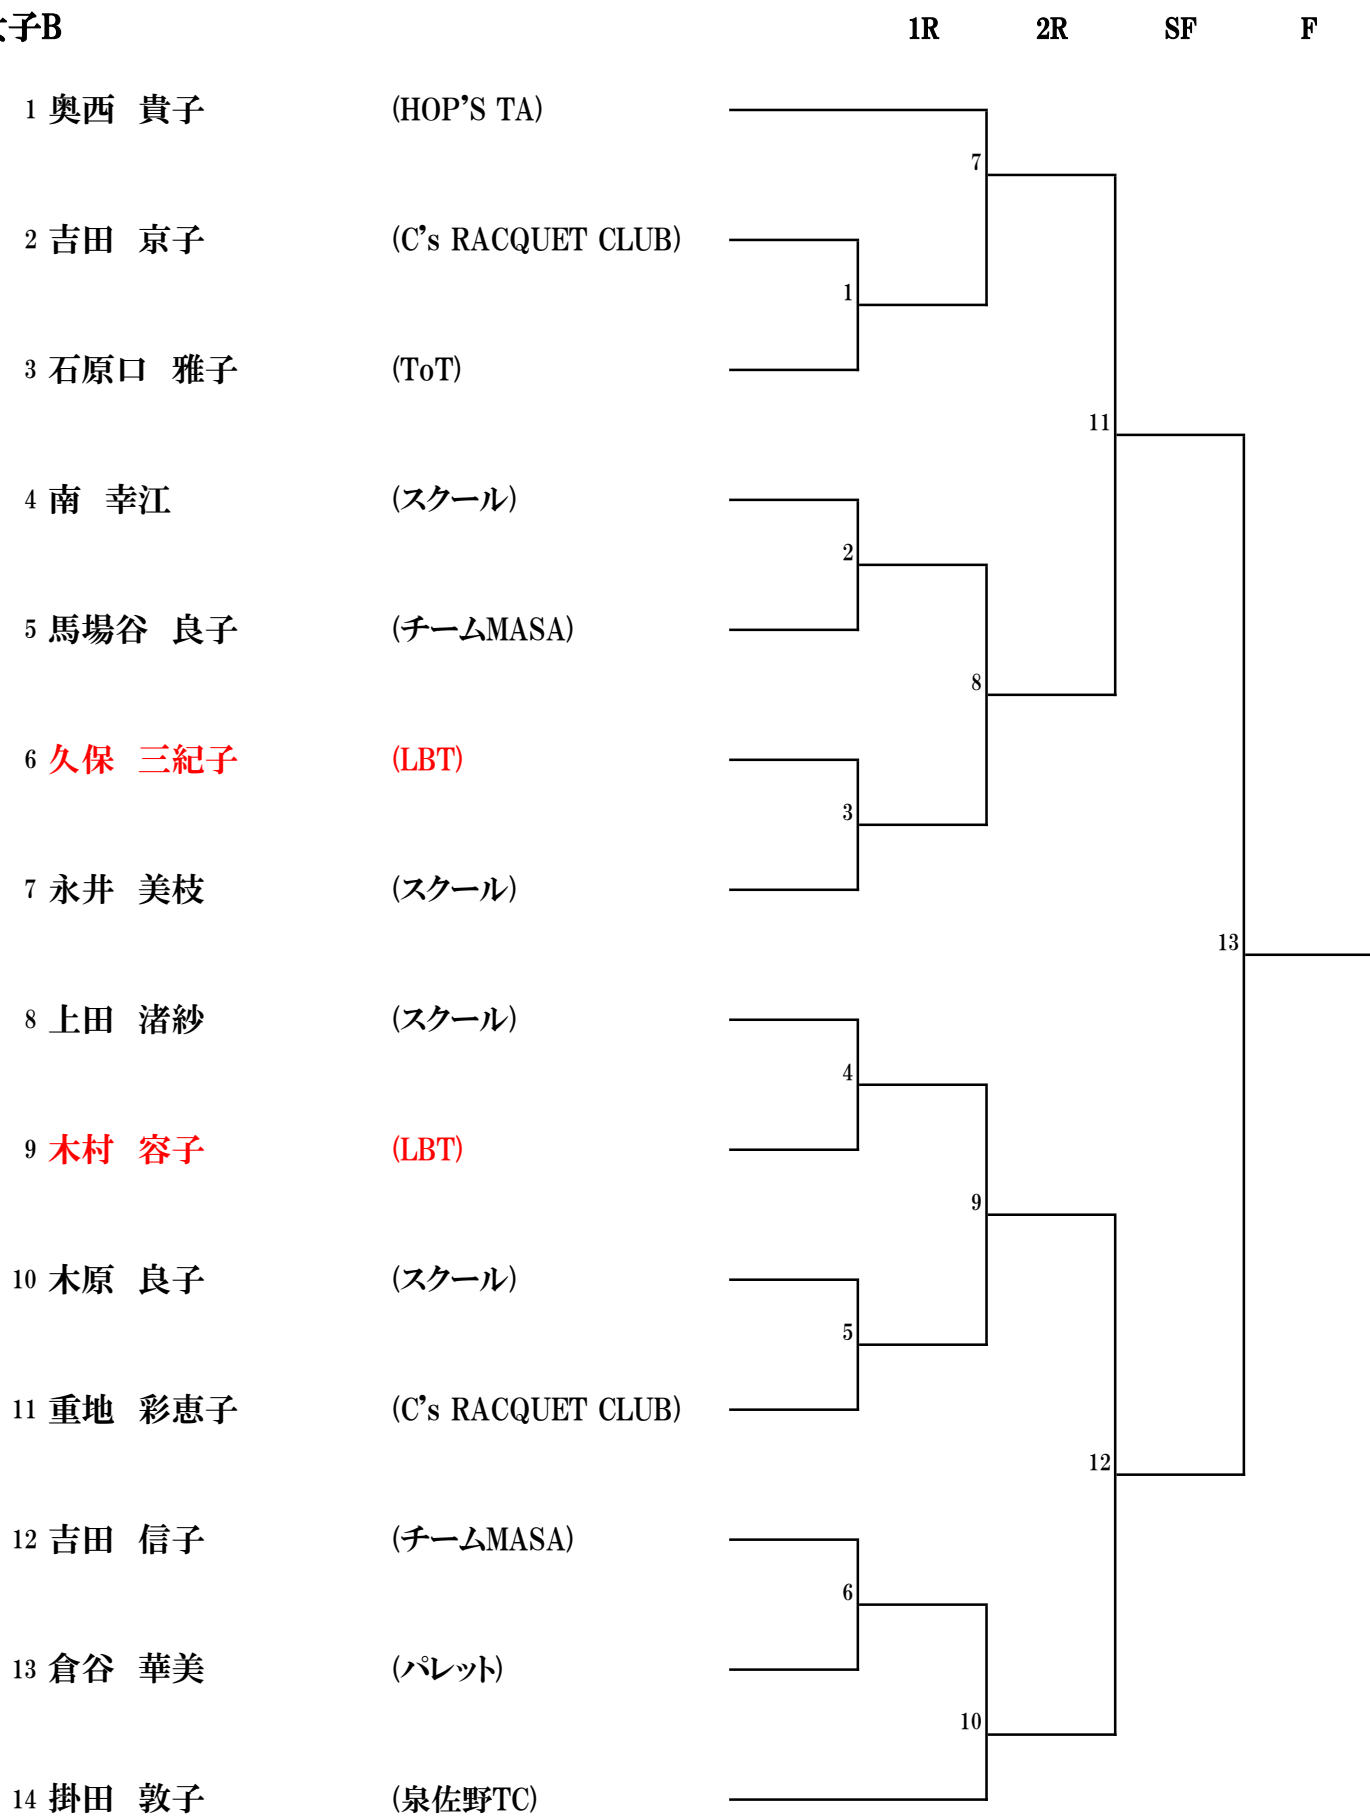 女子B 1R 2R SF F
1 奥西 貴子 (HOP'S TA)
7
2 吉田 京子 (C's RACQUET CLUB)
1
3 石原口 雅子 (ToT)
11
4 南 幸江 (スクール)
2
5 馬場谷 良子 (チームMASA)
8
6 久保 三紀子 (LBT)
3
7 永井 美枝 (スクール)
13
8 上田 渚紗 (スクール)
4
9 木村 容子 (LBT)
9
10 木原 良子 (スクール)
5
11 重地 彩恵子 (C's RACQUET CLUB)
12
12 吉田 信子 (チームMASA)
6
13 倉谷 華美 (パレット)
10
14 掛田 敦子 (泉佐野TC)